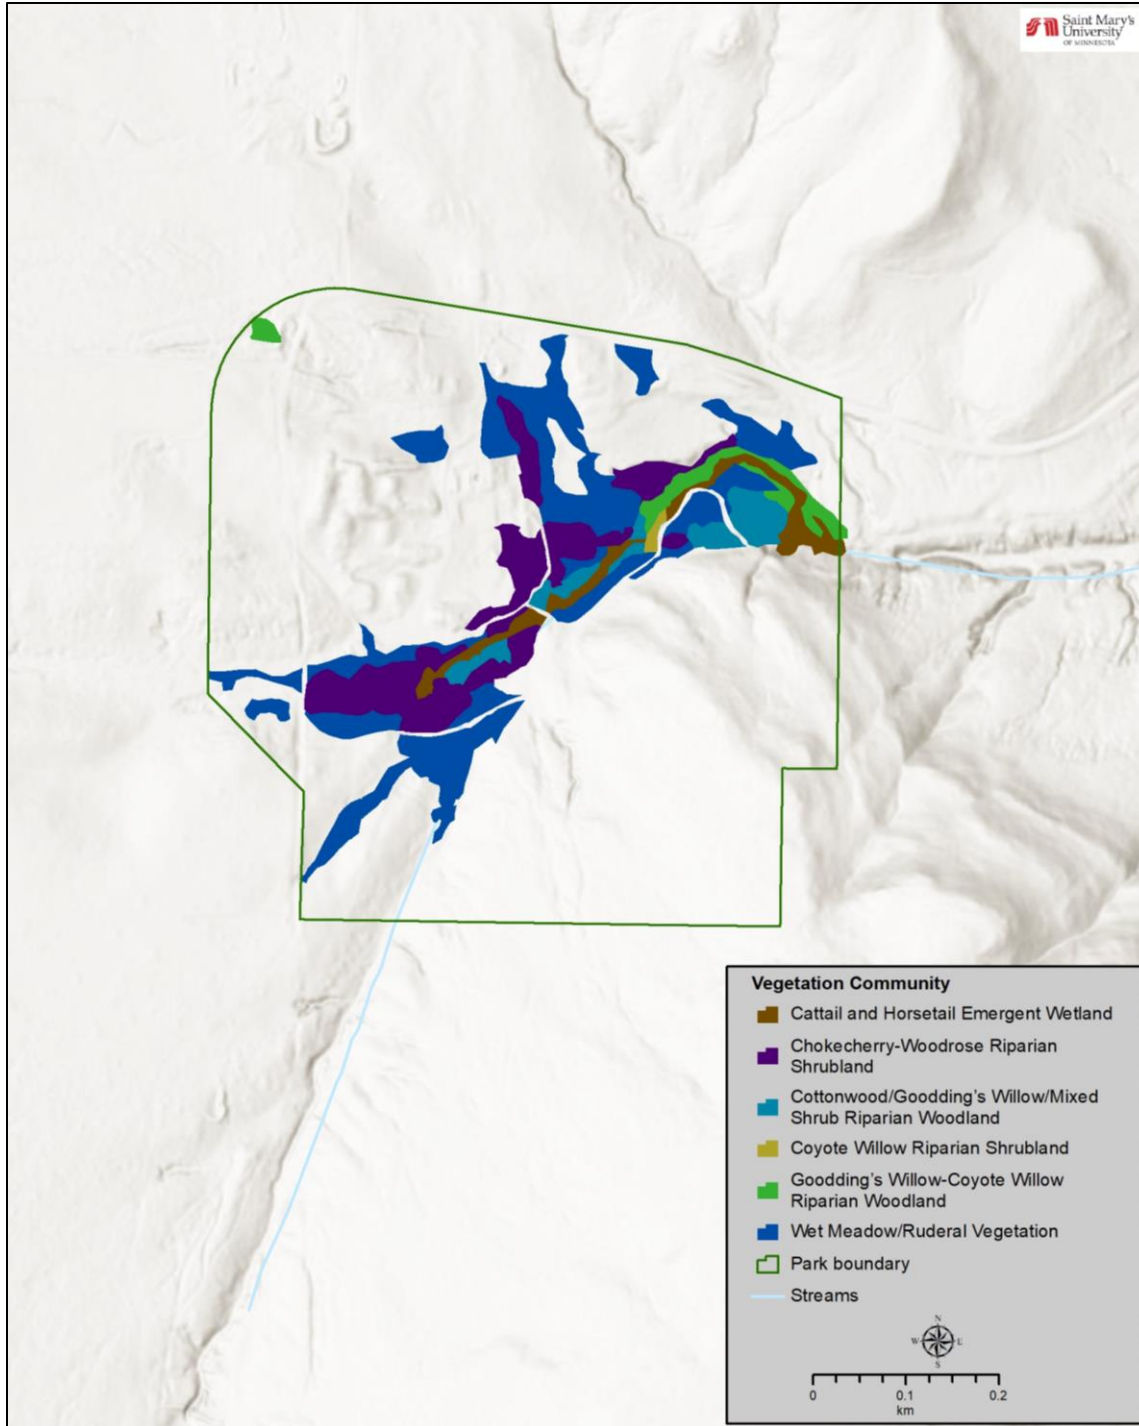 Saint Mary's
University
OF MINNESOTA
Vegetation Community
Cattail and Horsetail Emergent Wetland
Chokecherry-Woodrose Riparian
Shrubland
Cottonwood/Goodding's Willow/Mixed
Shrub Riparian Woodland
Coyote Willow Riparian Shrubland
Goodding's Willow-Coyote Willow
Riparian Woodland
Wet Meadow/Ruderal Vegetation
Park boundary
Streams
N
W E
S
0 0.1 0.2
km